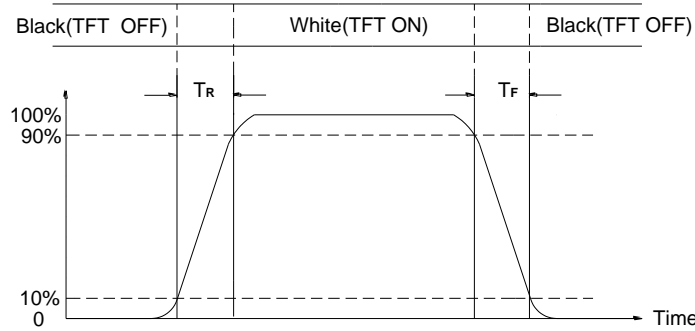 Black(TFT OFF) White(TFT ON) Black(TFT OFF)
TR TF
100%
90%
10%
0
Time